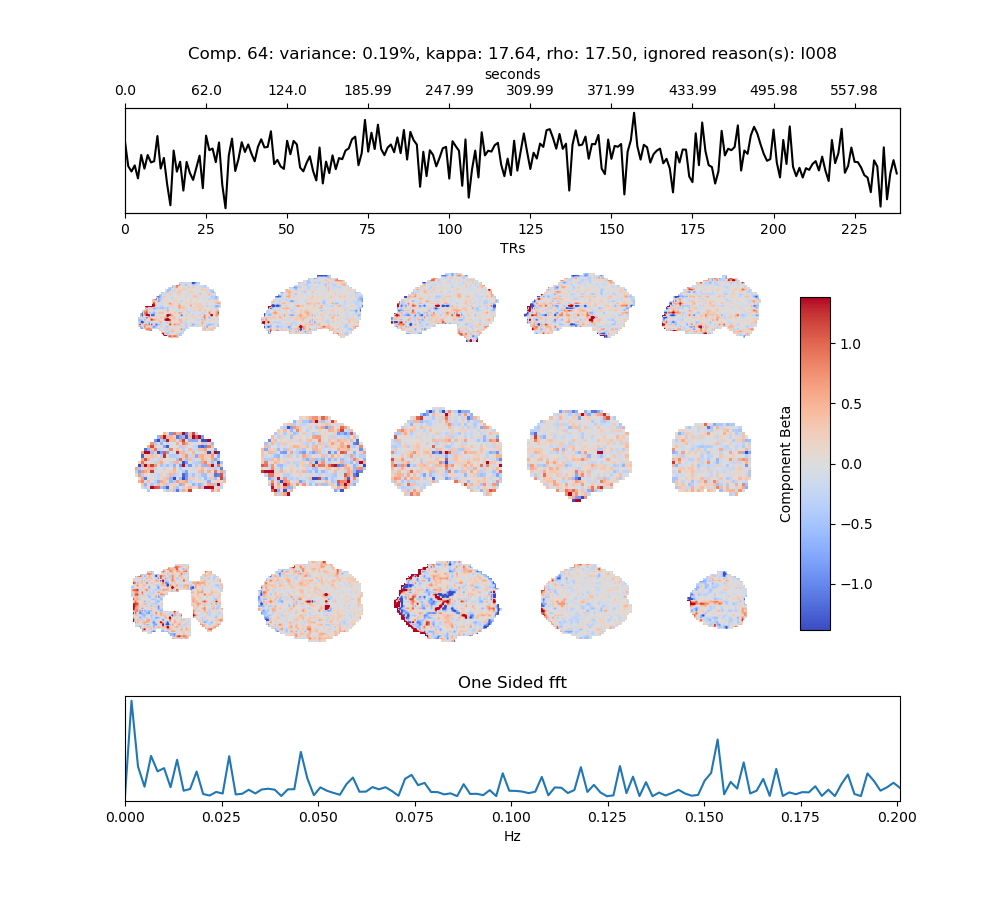 Comp. 64: variance: 0.19%, kappa: 17.64, rho: 17.50, ignored reason(s): I008
seconds
0.0 62.0 124.0 185.99 247.99 309.99 371.99 433.99 495.98 557.98
0 25 50 75 100 125 150 175 200 225
TRs
1.0
0.5
0.0
−0.5
−1.0
Component Beta
One Sided fft
0.000 0.025 0.050 0.075 0.100 0.125 0.150 0.175 0.200
Hz